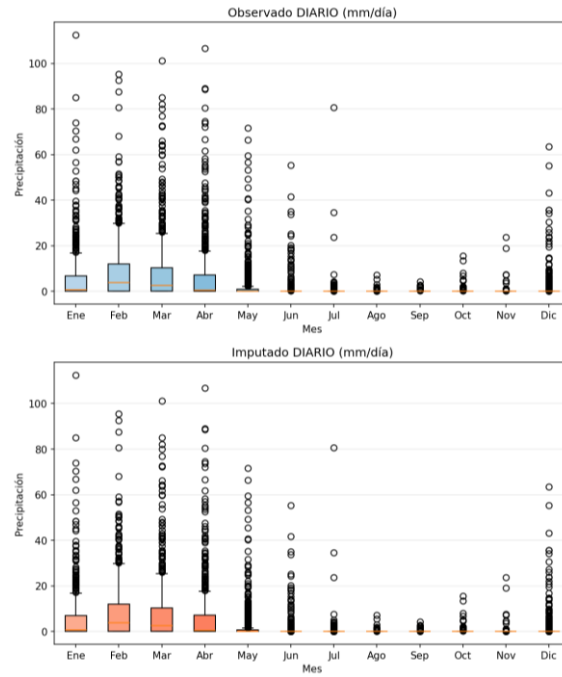 Observado DIARIO (mm/día)
Precipitación
100
80
60
40
20
0
Ene Feb Mar Abr May Jun Jul Ago Sep Oct Nov Dic
Mes
Imputado DIARIO (mm/día)
Precipitación
100
80
60
40
20
0
Ene Feb Mar Abr May Jun Jul Ago Sep Oct Nov Dic
Mes